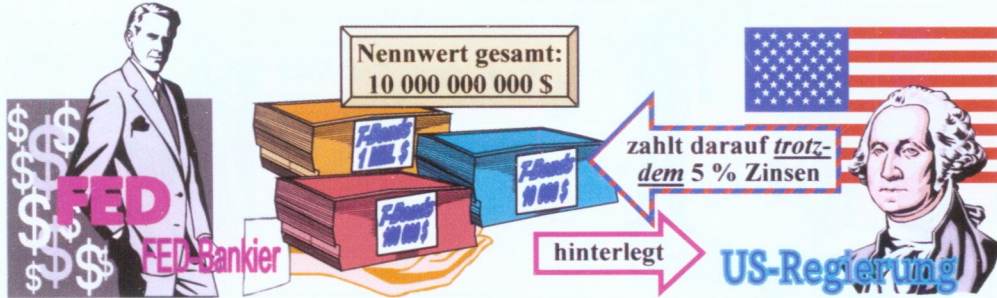 Nennwert gesamt:
10 000 000 000 $
T-Bonds
1 Mill. $
T-Bonds
10 000 $
T-Bonds
100 000 $
zahlt darauf trotz-
dem 5 % Zinsen
hinterlegt
$ $ $ $ $ $ $ $ $
FED
FED-Bankier
US-Regierung